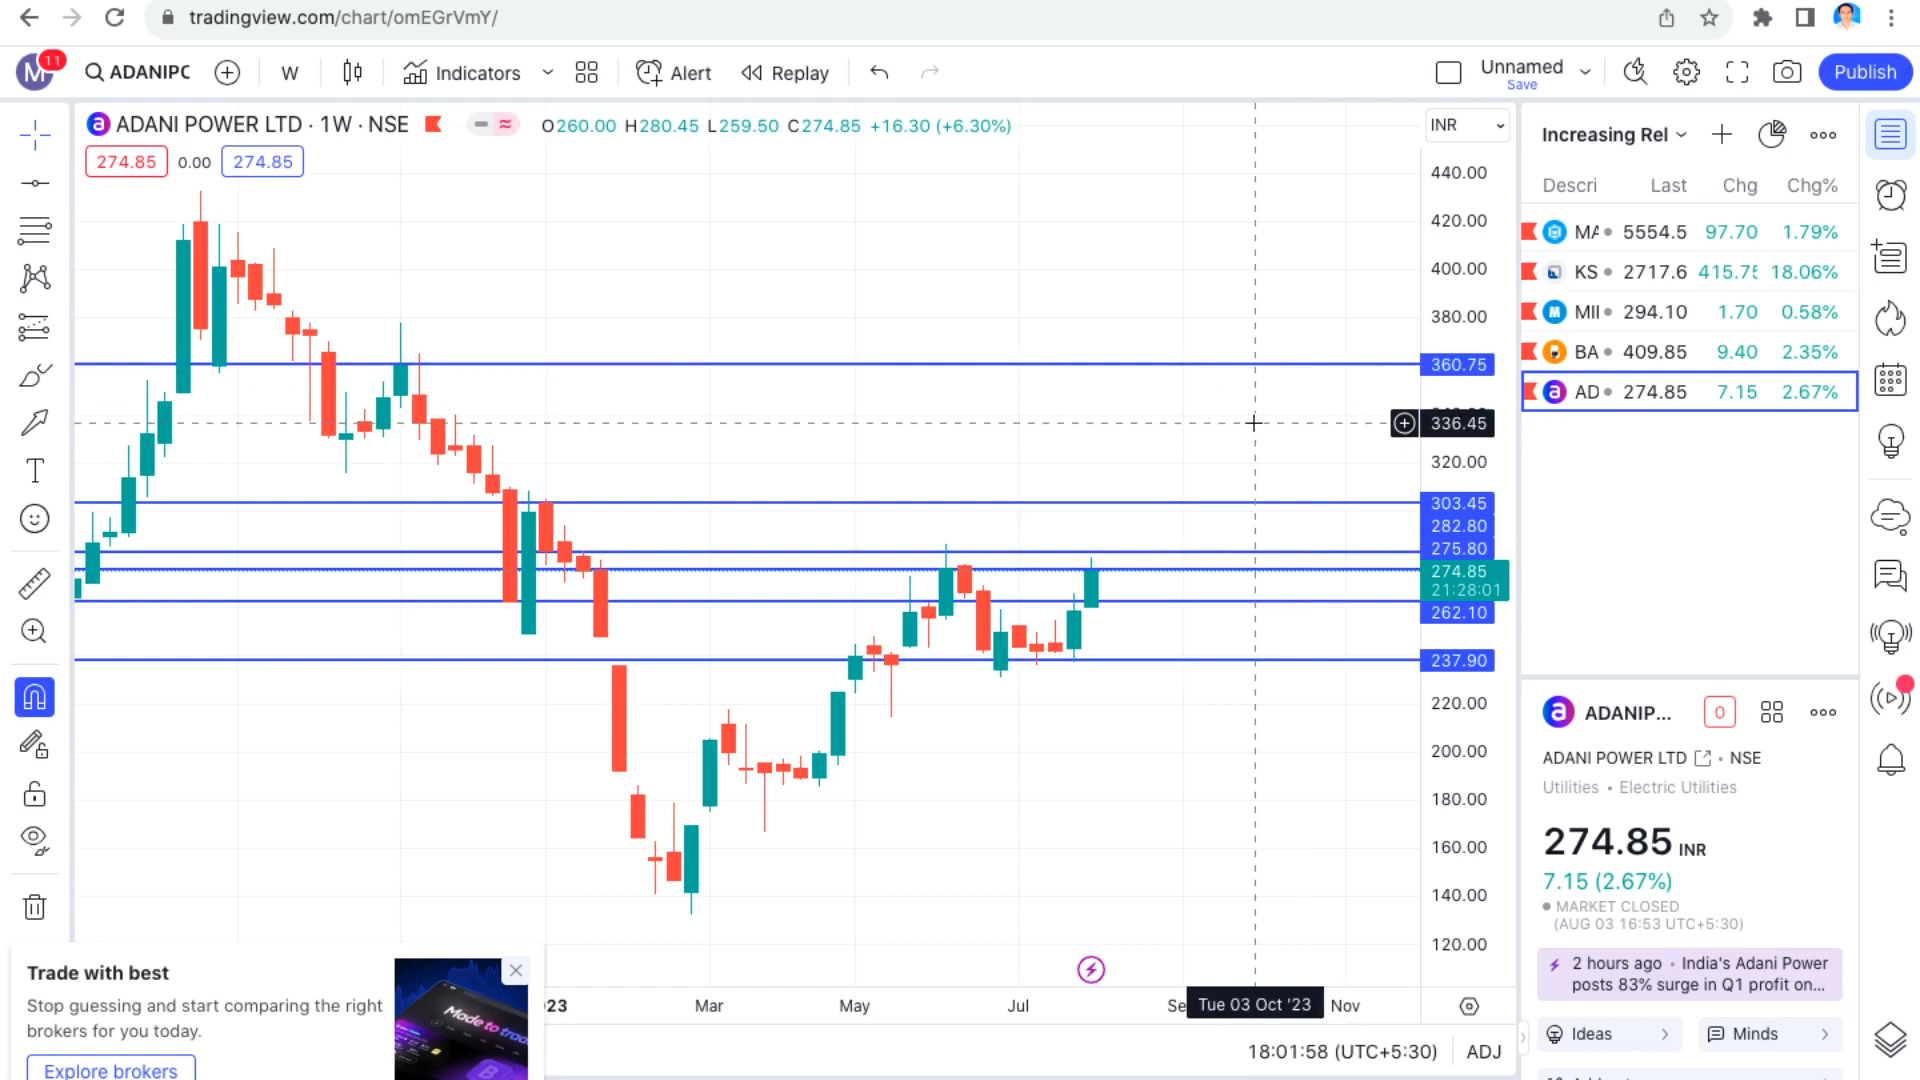 tradingview.com/chart/omEGrVmY/
M 11 ADANIPC W Indicators Alert Replay Unnamed Save Publish
a ADANI POWER LTD · 1W · NSE O260.00 H280.45 L259.50 C274.85 +16.30 (+6.30%) INR
274.85 0.00 274.85
440.00
420.00
400.00
380.00
360.75
336.45
320.00
303.45
282.80
275.80
274.85
21:28:01
262.10
237.90
220.00
200.00
180.00
160.00
140.00
120.00
Increasing Rel
Descri Last Chg Chg%
MA 5554.5 97.70 1.79%
KS 2717.6 415.75 18.06%
M MII 294.10 1.70 0.58%
BA 409.85 9.40 2.35%
a AD 274.85 7.15 2.67%
a ADANIP... 0
ADANI POWER LTD • NSE
Utilities • Electric Utilities
274.85 INR
7.15 (2.67%)
MARKET CLOSED
(AUG 03 16:53 UTC+5:30)
2 hours ago • India's Adani Power
posts 83% surge in Q1 profit on...
Ideas Minds
23 Mar May Jul Se Tue 03 Oct '23 Nov
18:01:58 (UTC+5:30) ADJ
Trade with best
Stop guessing and start comparing the right
brokers for you today.
Explore brokers
Made to trad